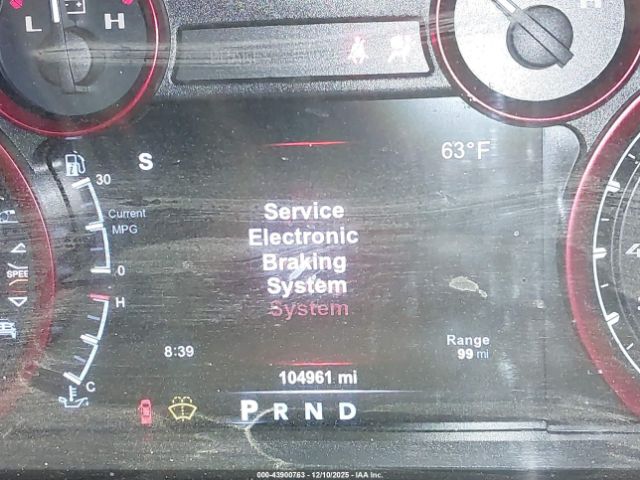 L H
H
63°F
S
30
Current
MPG
0
Service
Electronic
Braking
System
System
H
8:39
Range
99 mi
C
104961 mi
P R N D
000-43900763 - 12/10/2025 - IAA Inc.